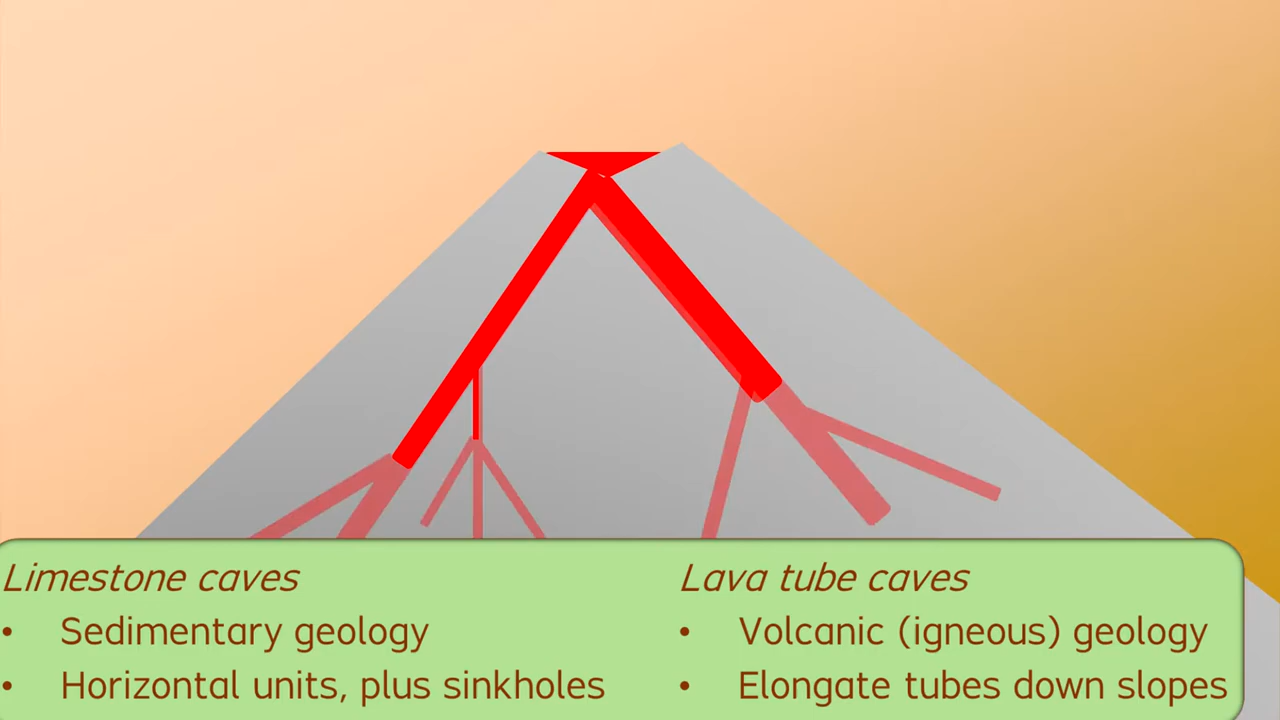 Limestone caves
• Sedimentary geology
• Horizontal units, plus sinkholes
Lava tube caves
• Volcanic (igneous) geology
• Elongate tubes down slopes